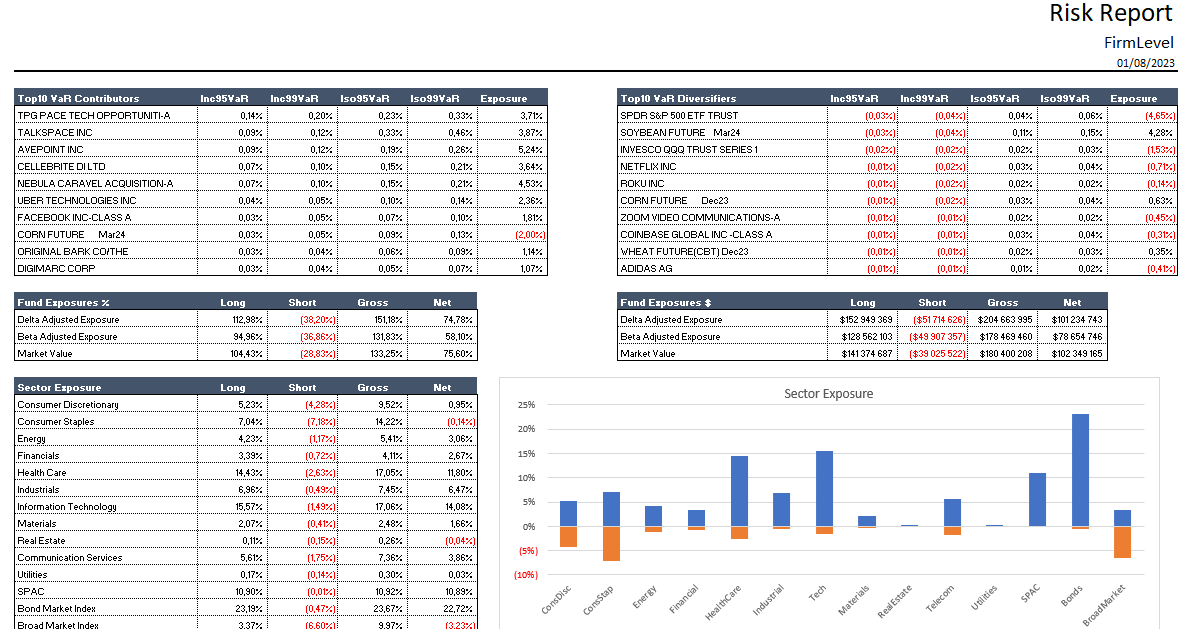 Risk Report
FirmLevel
01/08/2023
Top10 VaR Contributors Inc95VaR Inc99VaR Iso95VaR Iso99VaR Exposure
TPG PACE TECH OPPORTUNITI-A 0,14% 0,20% 0,23% 0,33% 3,71%
TALKSPACE INC 0,09% 0,12% 0,33% 0,46% 3,87%
AVEPOINT INC 0,09% 0,12% 0,19% 0,26% 5,24%
CELLEBRITE DI LTD 0,07% 0,10% 0,15% 0,21% 3,64%
NEBULA CARAVEL ACQUISITION-A 0,07% 0,10% 0,15% 0,21% 4,53%
UBER TECHNOLOGIES INC 0,04% 0,05% 0,10% 0,14% 2,36%
FACEBOOK INC-CLASS A 0,03% 0,05% 0,07% 0,10% 1,81%
CORN FUTURE Mar24 0,03% 0,05% 0,09% 0,13% (2,00%)
ORIGINAL BARK CO/THE 0,03% 0,04% 0,06% 0,09% 1,14%
DIGIMARC CORP 0,03% 0,04% 0,05% 0,07% 1,07%
Top10 VaR Diversifiers Inc95VaR Inc99VaR Iso95VaR Iso99VaR Exposure
SPDR S&P 500 ETF TRUST (0,03%) (0,04%) 0,04% 0,06% (4,65%)
SOYBEAN FUTURE Mar24 (0,03%) (0,04%) 0,11% 0,15% 4,28%
INVESCO QQQ TRUST SERIES 1 (0,02%) (0,02%) 0,02% 0,03% (1,53%)
NETFLIX INC (0,01%) (0,02%) 0,03% 0,04% (0,71%)
ROKU INC (0,01%) (0,02%) 0,02% 0,02% (0,14%)
CORN FUTURE Dec23 (0,01%) (0,02%) 0,03% 0,04% 0,63%
ZOOM VIDEO COMMUNICATIONS-A (0,01%) (0,01%) 0,02% 0,02% (0,45%)
COINBASE GLOBAL INC -CLASS A (0,01%) (0,01%) 0,03% 0,04% (0,31%)
WHEAT FUTURE(CBT) Dec23 (0,01%) (0,01%) 0,02% 0,03% 0,35%
ADIDAS AG (0,01%) (0,01%) 0,01% 0,02% (0,41%)
Fund Exposures % Long Short Gross Net
Delta Adjusted Exposure 112,98% (38,20%) 151,18% 74,78%
Beta Adjusted Exposure 94,96% (36,86%) 131,83% 58,10%
Market Value 104,43% (28,83%) 133,25% 75,60%
Fund Exposures $ Long Short Gross Net
Delta Adjusted Exposure $152 949 369 ($51 714 626) $204 663 995 $101 234 743
Beta Adjusted Exposure $128 562 103 ($49 907 357) $178 469 460 $78 654 746
Market Value $141 374 687 ($39 025 522) $180 400 208 $102 349 165
Sector Exposure Long Short Gross Net
Consumer Discretionary 5,23% (4,28%) 9,52% 0,95%
Consumer Staples 7,04% (7,18%) 14,22% (0,14%)
Energy 4,23% (1,17%) 5,41% 3,06%
Financials 3,39% (0,72%) 4,11% 2,67%
Health Care 14,43% (2,63%) 17,05% 11,80%
Industrials 6,96% (0,49%) 7,45% 6,47%
Information Technology 15,57% (1,49%) 17,06% 14,08%
Materials 2,07% (0,41%) 2,48% 1,66%
Real Estate 0,11% (0,15%) 0,26% (0,04%)
Communication Services 5,61% (1,75%) 7,36% 3,86%
Utilities 0,17% (0,14%) 0,30% 0,03%
SPAC 10,90% (0,01%) 10,92% 10,89%
Bond Market Index 23,19% (0,47%) 23,67% 22,72%
Broad Market Index 3,37% (6,60%) 9,97% (3,23%)
Sector Exposure
25%
20%
15%
10%
5%
0%
(5%)
(10%)
ConsDisc ConsStap Energy Financial HealthCare Industrial Tech Materials RealEstate Telecom Utilities SPAC Bonds BroadMarket